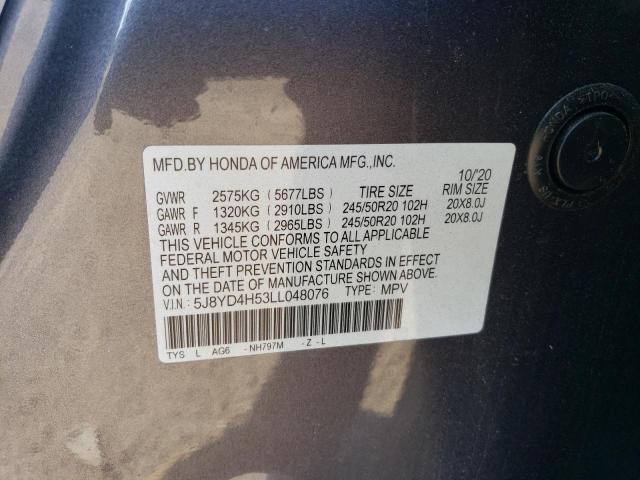 MFD.BY HONDA OF AMERICA MFG.,INC.
10/'20
GVWR 2575KG (5677LBS) TIRE SIZE RIM SIZE
GAWR F 1320KG (2910LBS) 245/50R20 102H 20X8.0J
GAWR R 1345KG (2965LBS) 245/50R20 102H 20X8.0J
THIS VEHICLE CONFORMS TO ALL APPLICABLE
FEDERAL MOTOR VEHICLE SAFETY
AND THEFT PREVENTION STANDARDS IN EFFECT
ON THE DATE OF MANUFACTURE SHOWN ABOVE.
V.I.N.: 5J8YD4H53LL048076 TYPE: MPV
TYS L AG6 -NH797M -Z -L